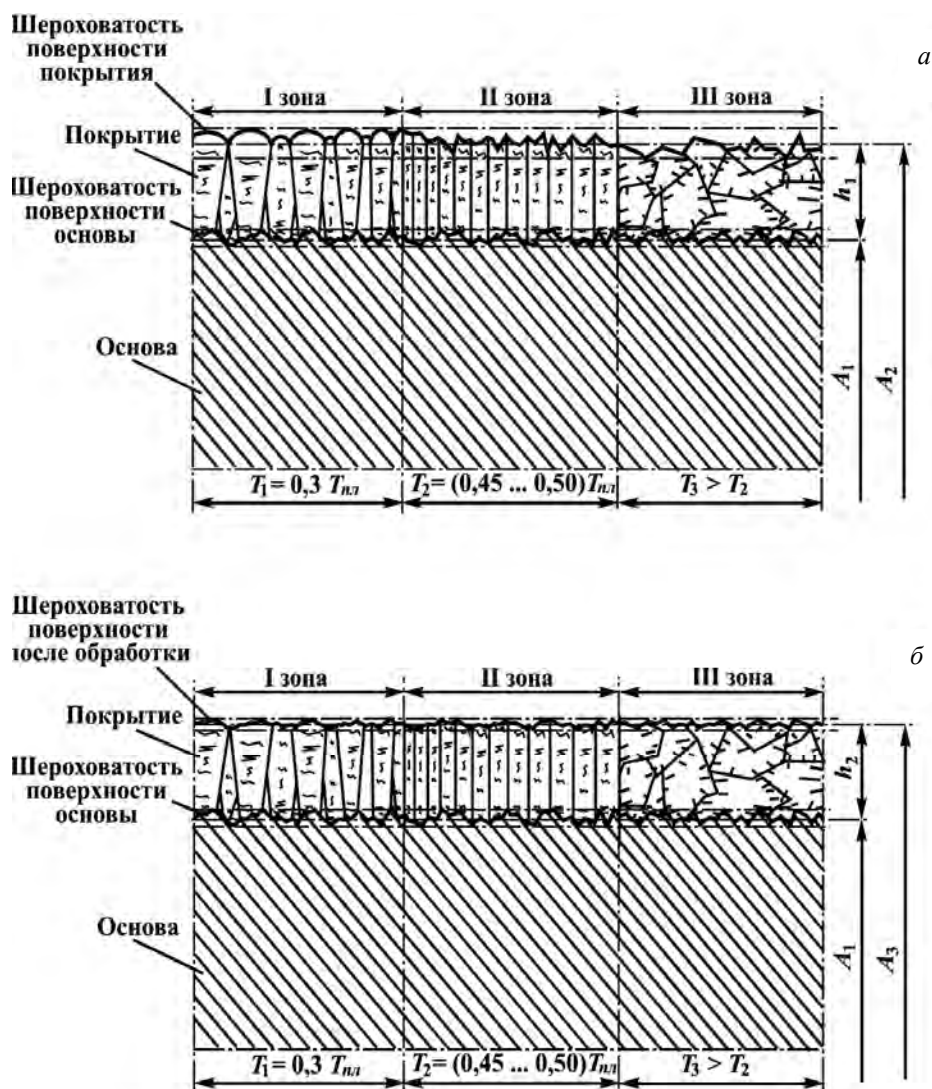 Шероховатость
поверхности
покрытия
а
I зона
II зона
III зона
Покрытие
Шероховатость
поверхности
основы
h1
Основа
A1
A2
T1 = 0,3 Tпл
T2 = (0,45 ... 0,50)Tпл
T3 > T2
Шероховатость
поверхности
после обработки
б
I зона
II зона
III зона
Покрытие
Шероховатость
поверхности
основы
h2
Основа
A1
A3
T1 = 0,3 Tпл
T2 = (0,45 ... 0,50)Tпл
T3 > T2